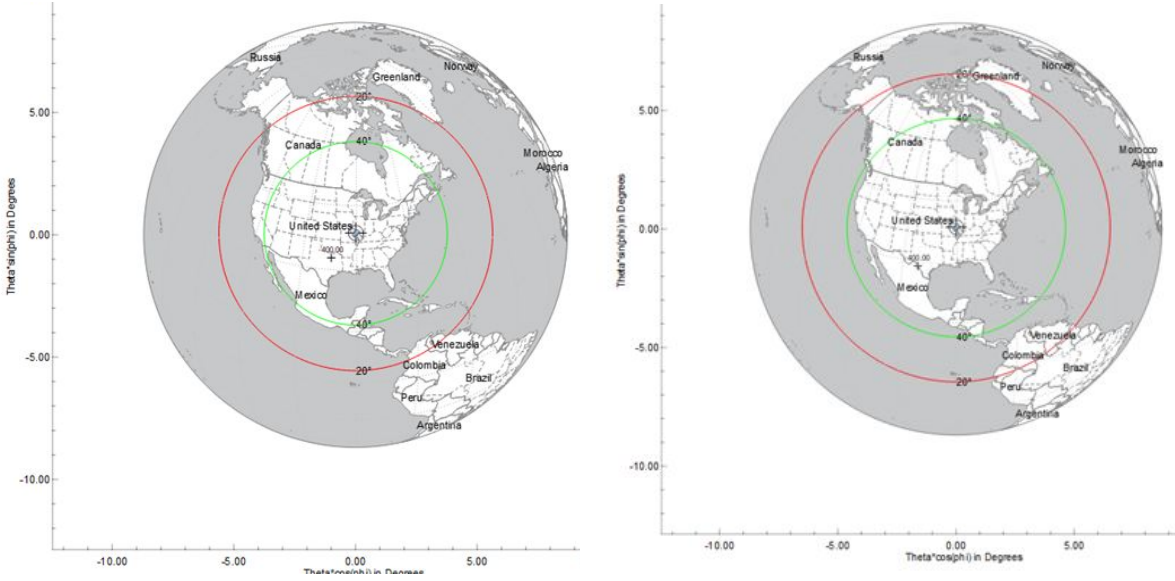 Russia
Norway
Greenland
20°
5.00
40°
Canada
Morocco
Algeria
United States
0.00
400.00
Mexico
40°
Venezuela
-5.00
20°
Colombia
Brazil
Peru
Argentina
-10.00
-10.00
-5.00
0.00
5.00
Theta*sin(phi) in Degrees
Theta*cos(phi) in Degrees
Russia
Norway
20°
Greenland
5.00
40°
Canada
Morocco
Algeria
United States
0.00
400.00
Mexico
40°
Venezuela
Colombia
-5.00
20°
Brazil
Peru
Argentina
-10.00
-10.00
-5.00
0.00
5.00
Theta*sin(phi) in Degrees
Theta*cos(phi) in Degrees